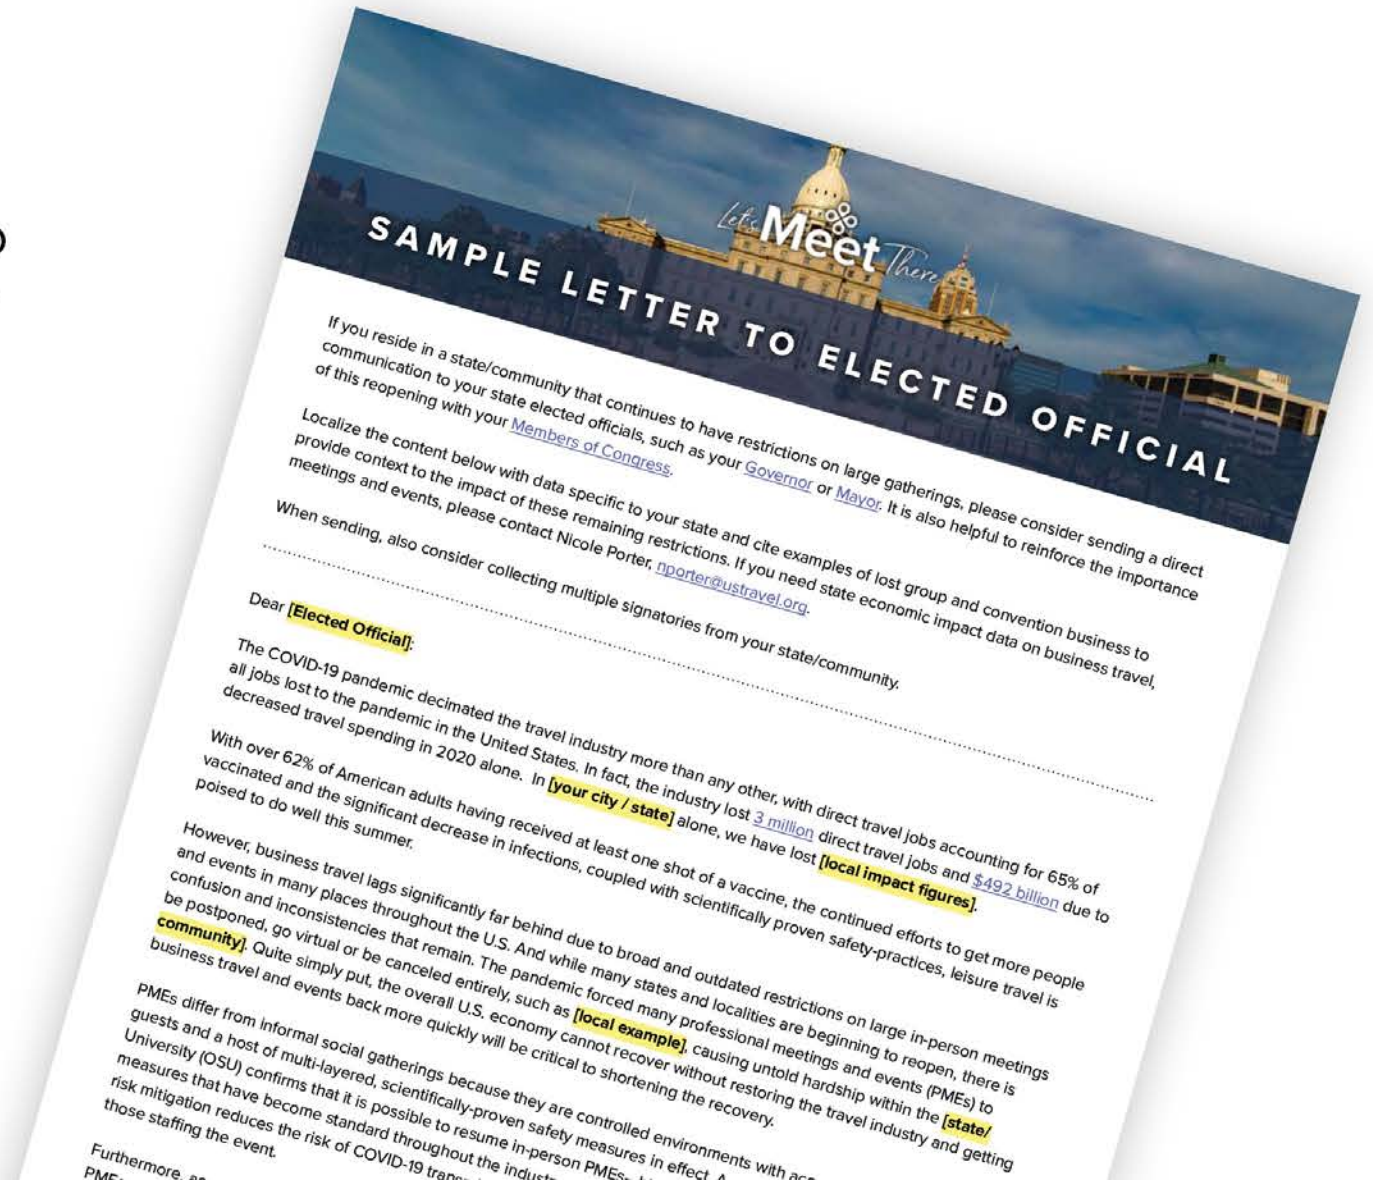 Let's Meet There
SAMPLE LETTER TO ELECTED OFFICIAL
If you reside in a state/community that continues to have restrictions on large gatherings, please consider sending a direct
communication to your state elected officials, such as your Governor or Mayor. It is also helpful to reinforce the importance
of this reopening with your Members of Congress.
Localize the content below with data specific to your state and cite examples of lost group and convention business to
provide context to the impact of these remaining restrictions. If you need state economic impact data on business travel,
meetings and events, please contact Nicole Porter, nporter@ustravel.org.
When sending, also consider collecting multiple signatories from your state/community.
Dear [Elected Official]:
The COVID-19 pandemic decimated the travel industry more than any other, with direct travel jobs accounting for 65% of
all jobs lost to the pandemic in the United States. In fact, the industry lost 3 million direct travel jobs and $492 billion due to
decreased travel spending in 2020 alone. In [your city / state] alone, we have lost [local impact figures].
With over 62% of American adults having received at least one shot of a vaccine, the continued efforts to get more people
vaccinated and the significant decrease in infections, coupled with scientifically proven safety-practices, leisure travel is
poised to do well this summer.
However, business travel lags significantly far behind due to broad and outdated restrictions on large in-person meetings
and events in many places throughout the U.S. And while many states and localities are beginning to reopen, there is
confusion and inconsistencies that remain. The pandemic forced many professional meetings and events (PMEs) to
be postponed, go virtual or be canceled entirely, such as [local example], causing untold hardship within the [state/
community]. Quite simply put, the overall U.S. economy cannot recover without restoring the travel industry and getting
business travel and events back more quickly will be critical to shortening the recovery.
PMEs differ from informal social gatherings because they are controlled environments with
guests and a host of multi-layered, scientifically-proven safety measures in effect.
University (OSU) confirms that it is possible to resume in-person PMEs
measures that have become standard throughout the
risk mitigation reduces the risk of COVID-19
those staffing the event.
Furthermore,